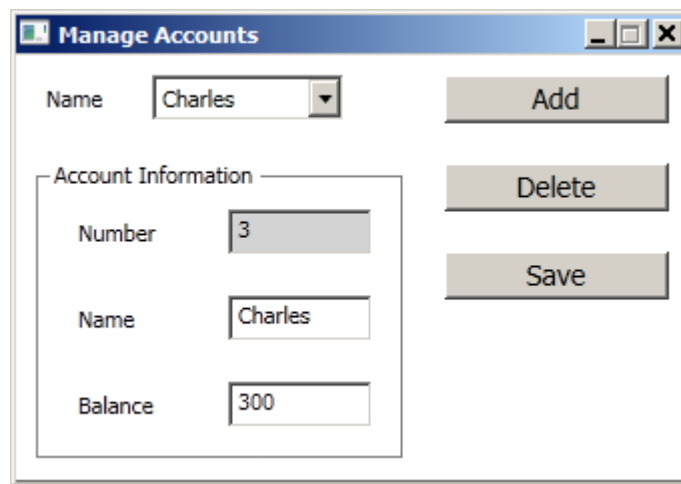 Manage Accounts
Name Charles Add
Account Information
Delete
Number 3
Save
Name Charles
Balance 300